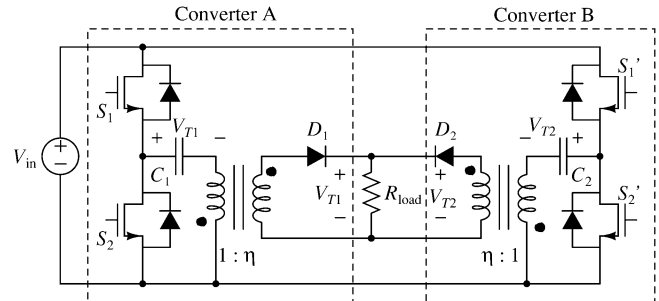 Converter A
Converter B
S1
S1'
+ VT1 -
- VT2 +
D1
D2
Vin
+
-
C1
+
VT1
-
Rload
+
VT2
-
C2
S2
S2'
1 : η
η : 1